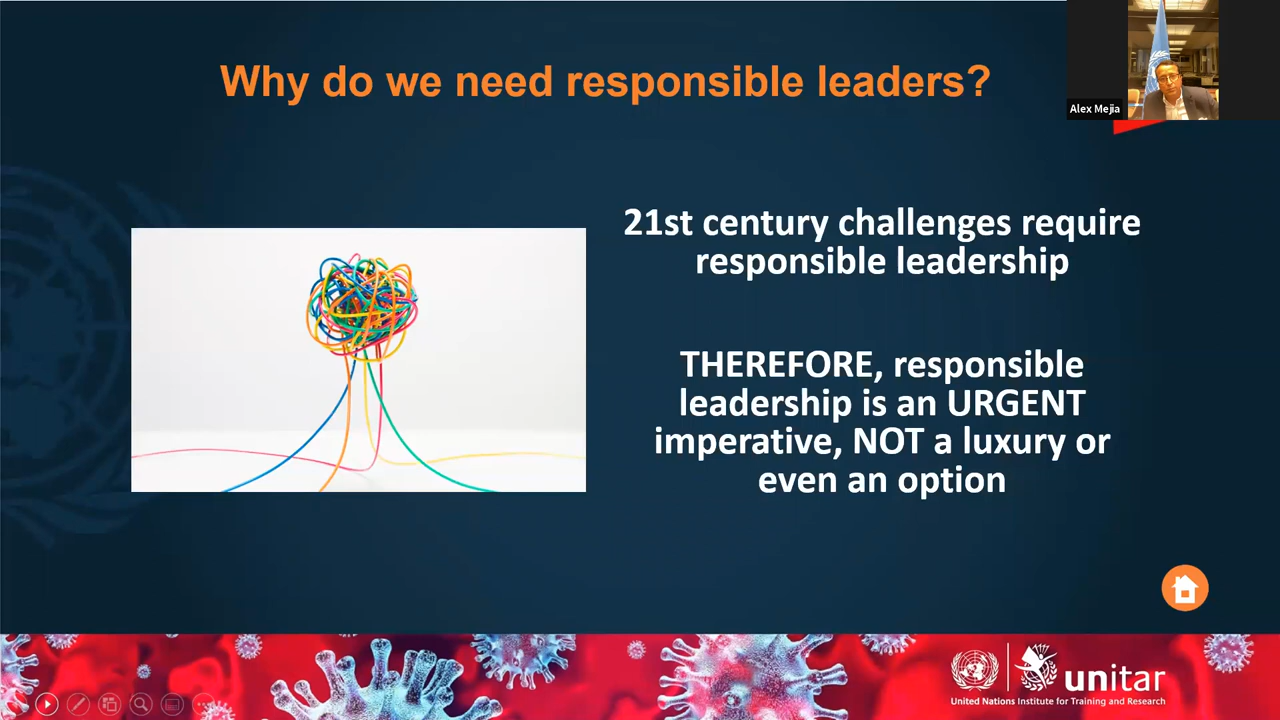 Why do we need responsible leaders?
Alex Mejia
21st century challenges require
responsible leadership
THEREFORE, responsible
leadership is an URGENT
imperative, NOT a luxury or
even an option
unitar
United Nations Institute for Training and Research